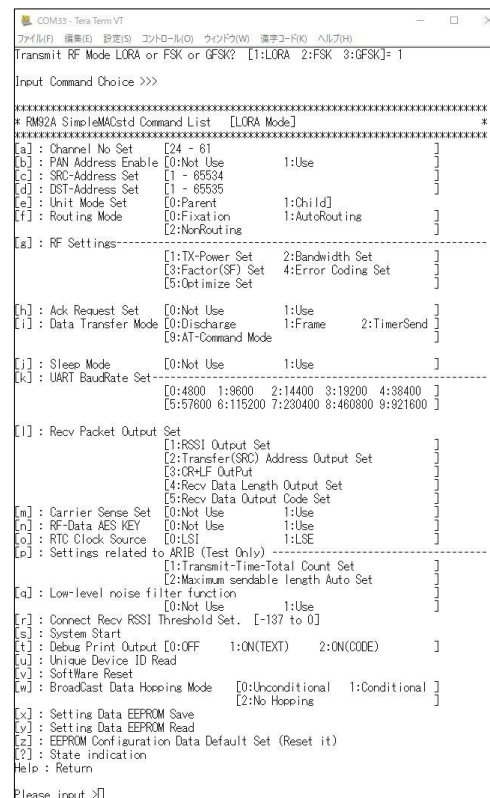 COM33 - Tera Term VT
ファイル(F) 編集(E) 設定(S) コントロール(O) ウィンドウ(W) 漢字コード(K) ヘルプ(H)
Transmit RF Mode LORA or FSK or GFSK? [1:LORA 2:FSK 3:GFSK]= 1
Input Command Choice >>>
********************************************************************************
* RM92A SimpleMACstd Command List [LORA Mode] *
********************************************************************************
[a] : Channel No Set [24 - 61 ]
[b] : PAN Address Enable [0:Not Use 1:Use ]
[c] : SRC-Address Set [1 - 65534 ]
[d] : DST-Address Set [1 - 65535 ]
[e] : Unit Mode Set [0:Parent 1:Child]
[f] : Routing Mode [0:Fixation 1:AutoRouting ]
[2:NonRouting ]
[g] : RF Settings--------------------------------------------------------------
[1:TX-Power Set 2:Bandwidth Set ]
[3:Factor(SF) Set 4:Error Coding Set ]
[5:Optimize Set ]
[h] : Ack Request Set [0:Not Use 1:Use ]
[i] : Data Transfer Mode [0:Discharge 1:Frame 2:TimerSend ]
[9:AT-Command Mode ]
[j] : Sleep Mode [0:Not Use 1:Use ]
[k] : UART BaudRate Set--------------------------------------------------------
[0:4800 1:9600 2:14400 3:19200 4:38400 ]
[5:57600 6:115200 7:230400 8:460800 9:921600 ]
[l] : Recv Packet Output Set
[1:RSSI Output Set ]
[2:Transfer(SRC) Address Output Set ]
[3:CR+LF OutPut ]
[4:Recv Data Length Output Set ]
[5:Recv Data Output Code Set ]
[m] : Carrier Sense Set [0:Not Use 1:Use ]
[n] : RF-Data AES KEY [0:Not Use 1:Use ]
[o] : RTC Clock Source [0:LSI 1:LSE ]
[p] : Settings related to ARIB (Test Only) ------------------------------------
[1:Transmit-Time-Total Count Set ]
[2:Maximum sendable length Auto Set ]
[q] : Low-level noise filter function ]
[0:Not Use 1:Use ]
[r] : Connect Recv RSSI Threshold Set. [-137 to 0]
[s] : System Start
[t] : Debug Print Output [0:OFF 1:ON(TEXT) 2:ON(CODE) ]
[u] : Unique Device ID Read
[v] : SoftWare Reset
[w] : BroadCast Data Hopping Mode [0:Unconditional 1:Conditional ]
[2:No Hopping ]
[x] : Setting Data EEPROM Save
[y] : Setting Data EEPROM Read
[z] : EEPROM Configuration Data Default Set (Reset it)
[?] : State indication
Help : Return
Please input >